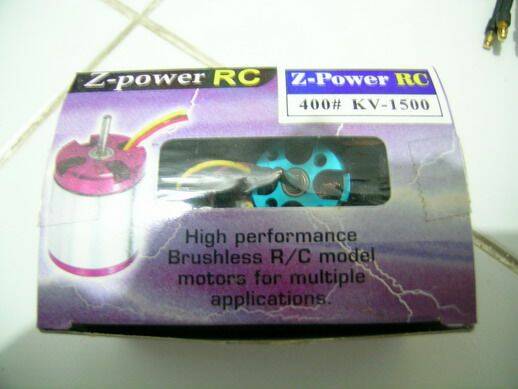 Z-power RC
Z-Power RC
400# KV-1500
High performance
Brushless R/C model
motors for multiple
applications.